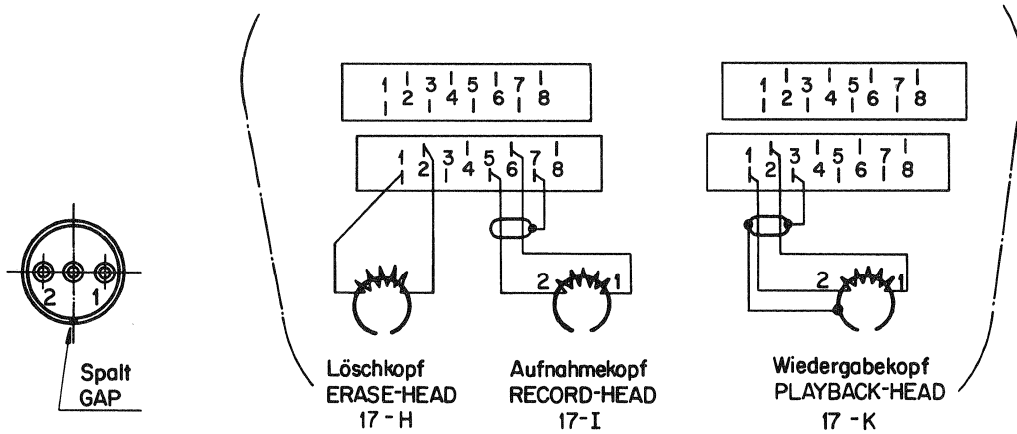 1 2 3 4 5 6 7 8
1 2 3 4 5 6 7 8
1 2 3 4 5 6 7 8
1 2 3 4 5 6 7 8
2 1
2 1
2 1
Spalt
GAP
Löschkopf
ERASE-HEAD
17-H
Aufnahmekopf
RECORD-HEAD
17-I
Wiedergabekopf
PLAYBACK-HEAD
17-K